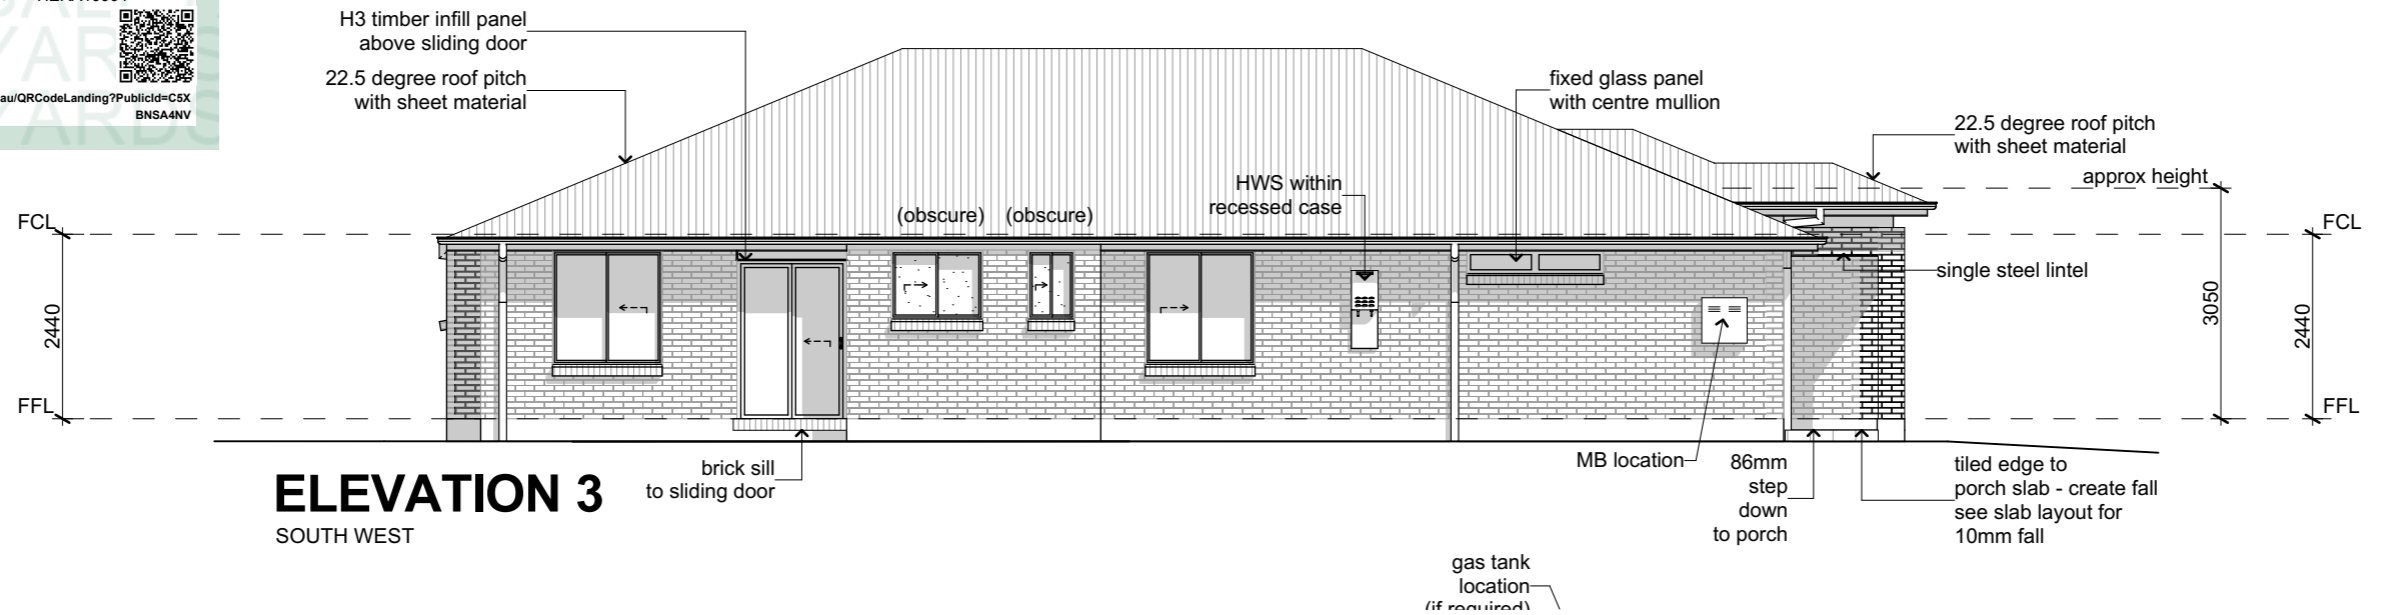 au/QRCodeLanding?PublicId=C5X
BNSA4NV
H3 timber infill panel
above sliding door
22.5 degree roof pitch
with sheet material
fixed glass panel
with centre mullion
22.5 degree roof pitch
with sheet material
approx height
HWS within
recessed case
(obscure) (obscure)
FCL
FCL
single steel lintel
2440
3050
2440
FFL
FFL
ELEVATION 3
SOUTH WEST
brick sill
to sliding door
MB location
86mm
step
down
to porch
tiled edge to
porch slab - create fall
see slab layout for
10mm fall
gas tank
location
(if required)